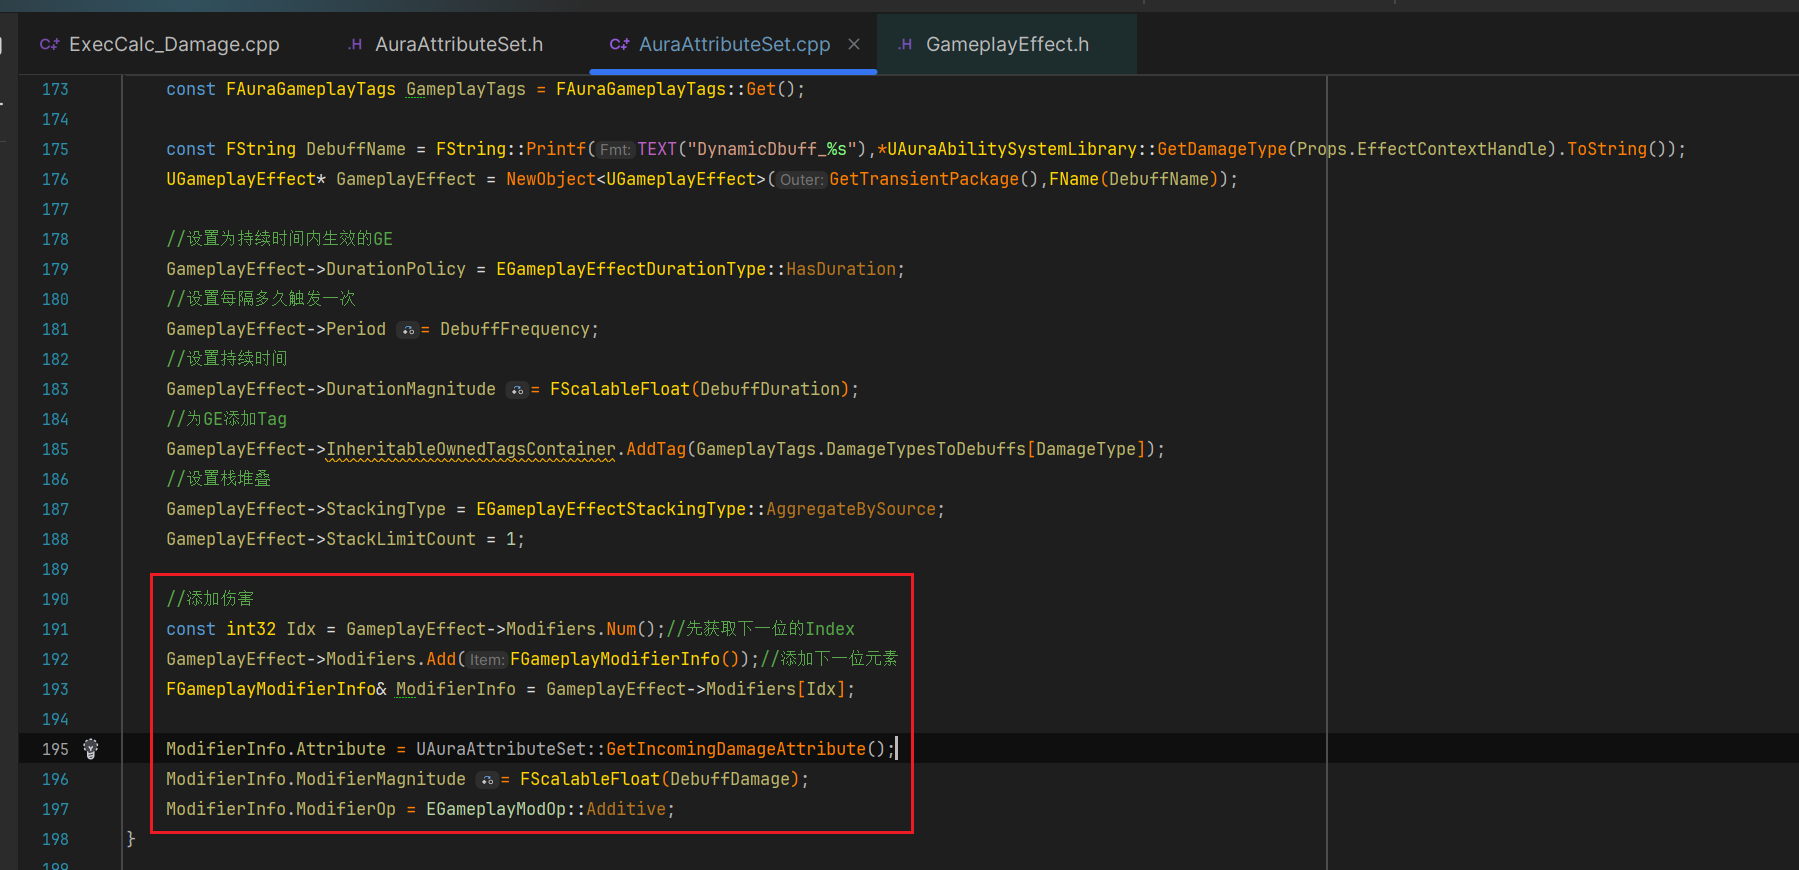 ExecCalc_Damage.cpp .H AuraAttributeSet.h AuraAttributeSet.cpp × .H GameplayEffect.h
173 const FAuraGameplayTags GameplayTags = FAuraGameplayTags::Get();
174
175 const FString DebuffName = FString::Printf( Fmt: TEXT("DynamicDbuff_%s"),*UAuraAbilitySystemLibrary::GetDamageType(Props.EffectContextHandle).ToString());
176 UGameplayEffect* GameplayEffect = NewObject<UGameplayEffect>( Outer: GetTransientPackage(),FName(DebuffName));
177
178 //设置为持续时间内生效的GE
179 GameplayEffect->DurationPolicy = EGameplayEffectDurationType::HasDuration;
180 //设置每隔多久触发一次
181 GameplayEffect->Period = DebuffFrequency;
182 //设置持续时间
183 GameplayEffect->DurationMagnitude = FScalableFloat(DebuffDuration);
184 //为GE添加Tag
185 GameplayEffect->InheritableOwnedTagsContainer.AddTag(GameplayTags.DamageTypesToDebuffs[DamageType]);
186 //设置栈堆叠
187 GameplayEffect->StackingType = EGameplayEffectStackingType::AggregateBySource;
188 GameplayEffect->StackLimitCount = 1;
189
190 //添加伤害
191 const int32 Idx = GameplayEffect->Modifiers.Num();//先获取下一位的Index
192 GameplayEffect->Modifiers.Add( Item: FGameplayModifierInfo());//添加下一位元素
193 FGameplayModifierInfo& ModifierInfo = GameplayEffect->Modifiers[Idx];
194
195 ModifierInfo.Attribute = UAuraAttributeSet::GetIncomingDamageAttribute();
196 ModifierInfo.ModifierMagnitude = FScalableFloat(DebuffDamage);
197 ModifierInfo.ModifierOp = EGameplayModOp::Additive;
198 }
199